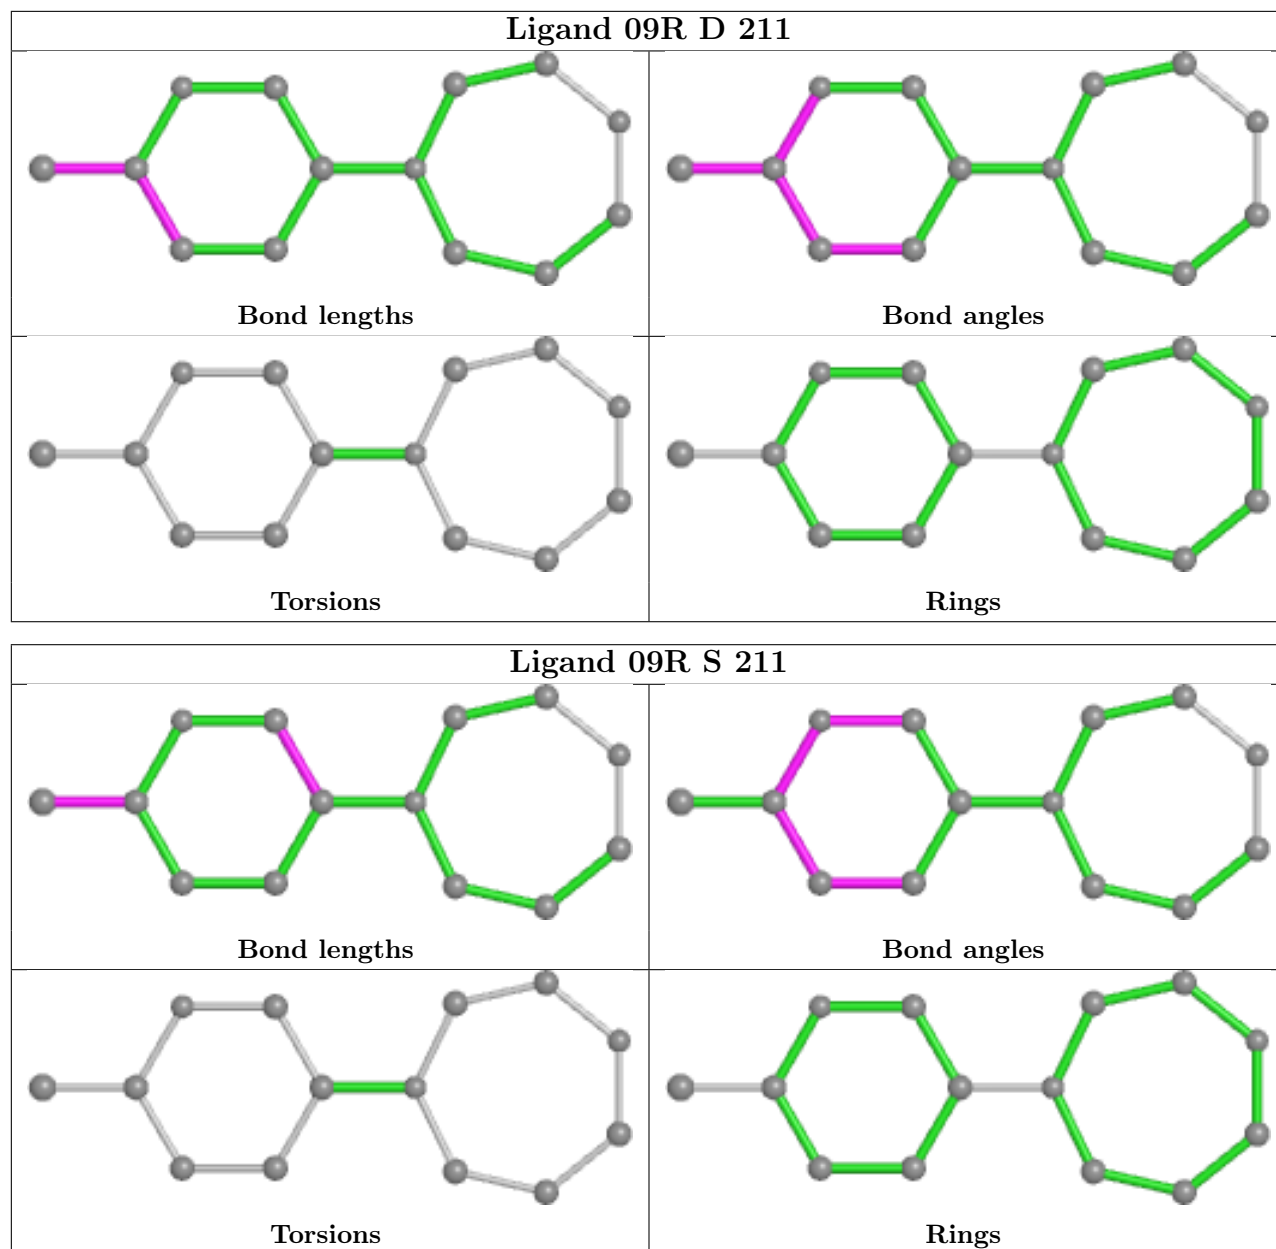 Ligand 09R D 211
Bond lengths
Bond angles
Torsions
Rings
Ligand 09R S 211
Bond lengths
Bond angles
Torsions
Rings